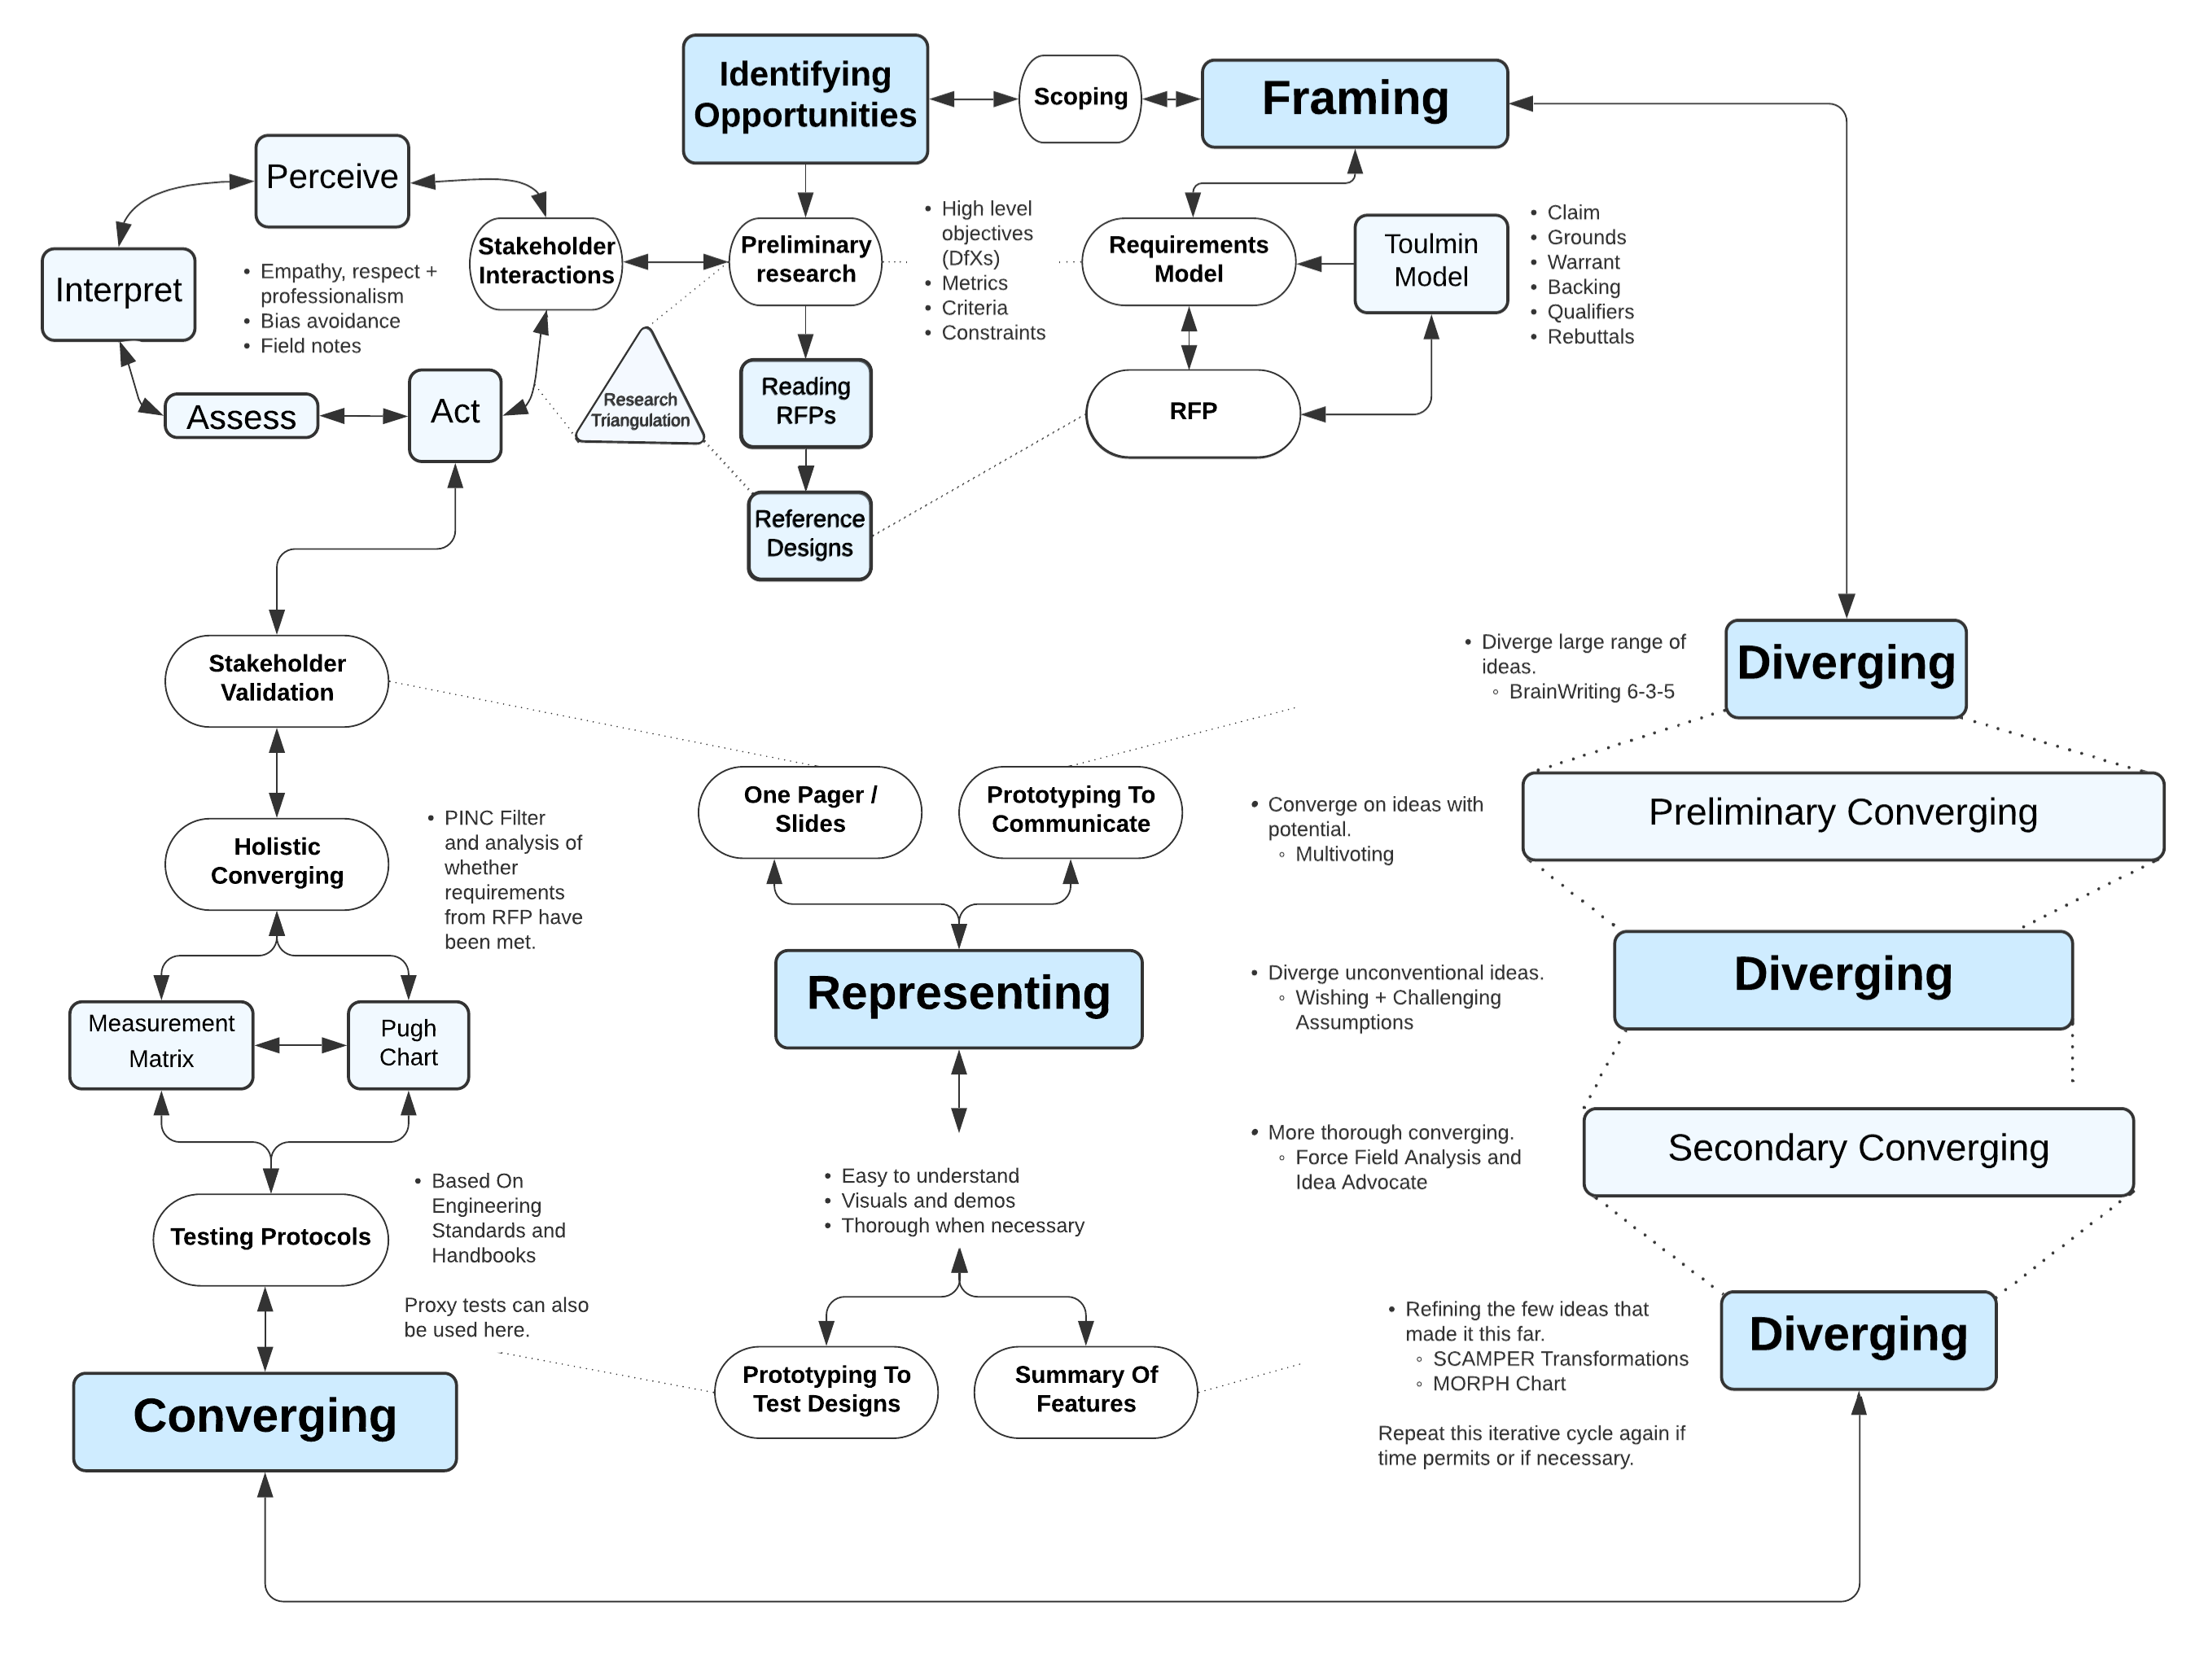 Identifying
Opportunities
Scoping
Framing
Perceive
Interpret
• Empathy, respect +
professionalism
• Bias avoidance
• Field notes
Assess
Act
Stakeholder
Interactions
Preliminary
research
Research
Triangulation
Reading
RFPs
Reference
Designs
• High level
objectives
(DfXs)
• Metrics
• Criteria
• Constraints
Requirements
Model
Toulmin
Model
• Claim
• Grounds
• Warrant
• Backing
• Qualifiers
• Rebuttals
RFP
Stakeholder
Validation
Holistic
Converging
• PINC Filter
and analysis of
whether
requirements
from RFP have
been met.
Measurement
Matrix
Pugh
Chart
Testing Protocols
• Based On
Engineering
Standards and
Handbooks
Proxy tests can also
be used here.
Converging
One Pager /
Slides
Prototyping To
Communicate
Representing
• Easy to understand
• Visuals and demos
• Thorough when necessary
Prototyping To
Test Designs
Summary Of
Features
• Diverge large range of
ideas.
◦ BrainWriting 6-3-5
Diverging
• Converge on ideas with
potential.
◦ Multivoting
Preliminary Converging
• Diverge unconventional ideas.
◦ Wishing + Challenging
Assumptions
Diverging
• More thorough converging.
◦ Force Field Analysis and
Idea Advocate
Secondary Converging
• Refining the few ideas that
made it this far.
◦ SCAMPER Transformations
◦ MORPH Chart
Repeat this iterative cycle again if
time permits or if necessary.
Diverging